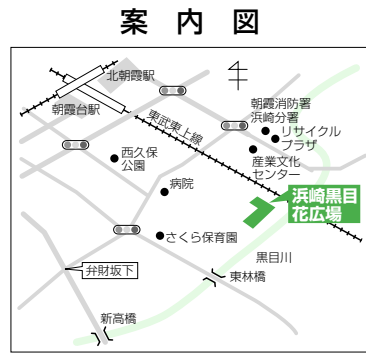 案内図
北朝霞駅
朝霞台駅
東武東上線
朝霞消防署
浜崎分署
リサイクル
プラザ
産業文化
センター
西久保
公園
病院
浜崎黒目
花広場
さくら保育園
黒目川
東林橋
弁財坂下
新高橋